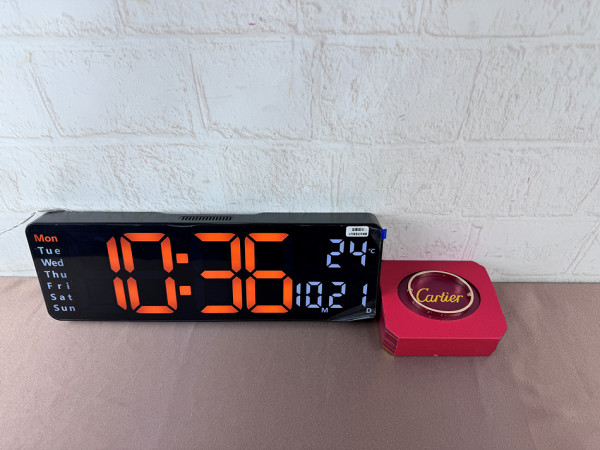 Mon
Tue
Wed
Thu
Fri
Sat
Sun
10:36
24°C
10.21
M D
Cartier